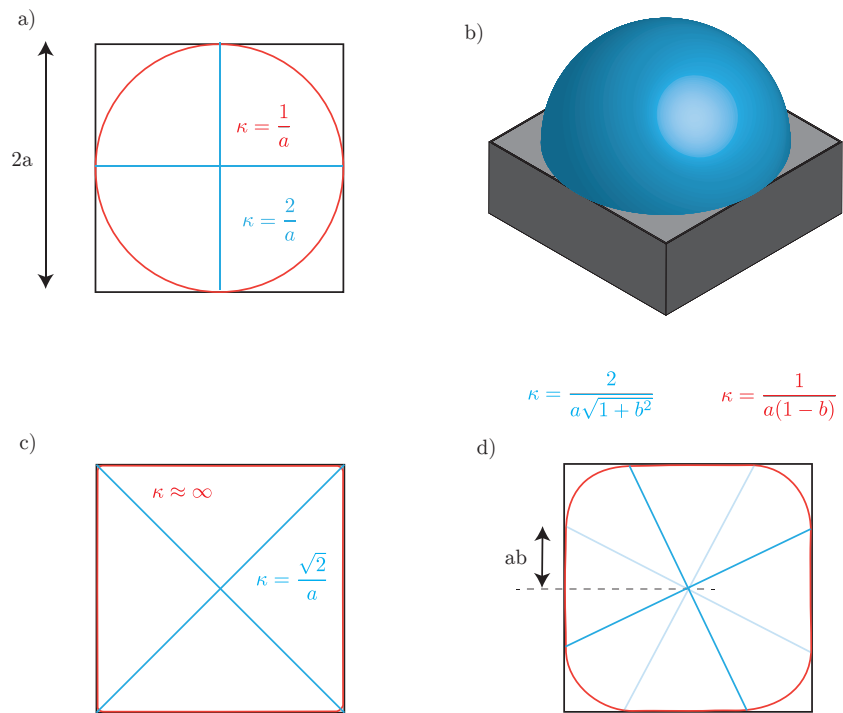 a)
b)
2a
κ = 1/a
κ = 2/a
κ = 2/(a√(1 + b²))
κ = 1/(a(1 − b))
c)
d)
κ ≈ ∞
κ = √2/a
ab